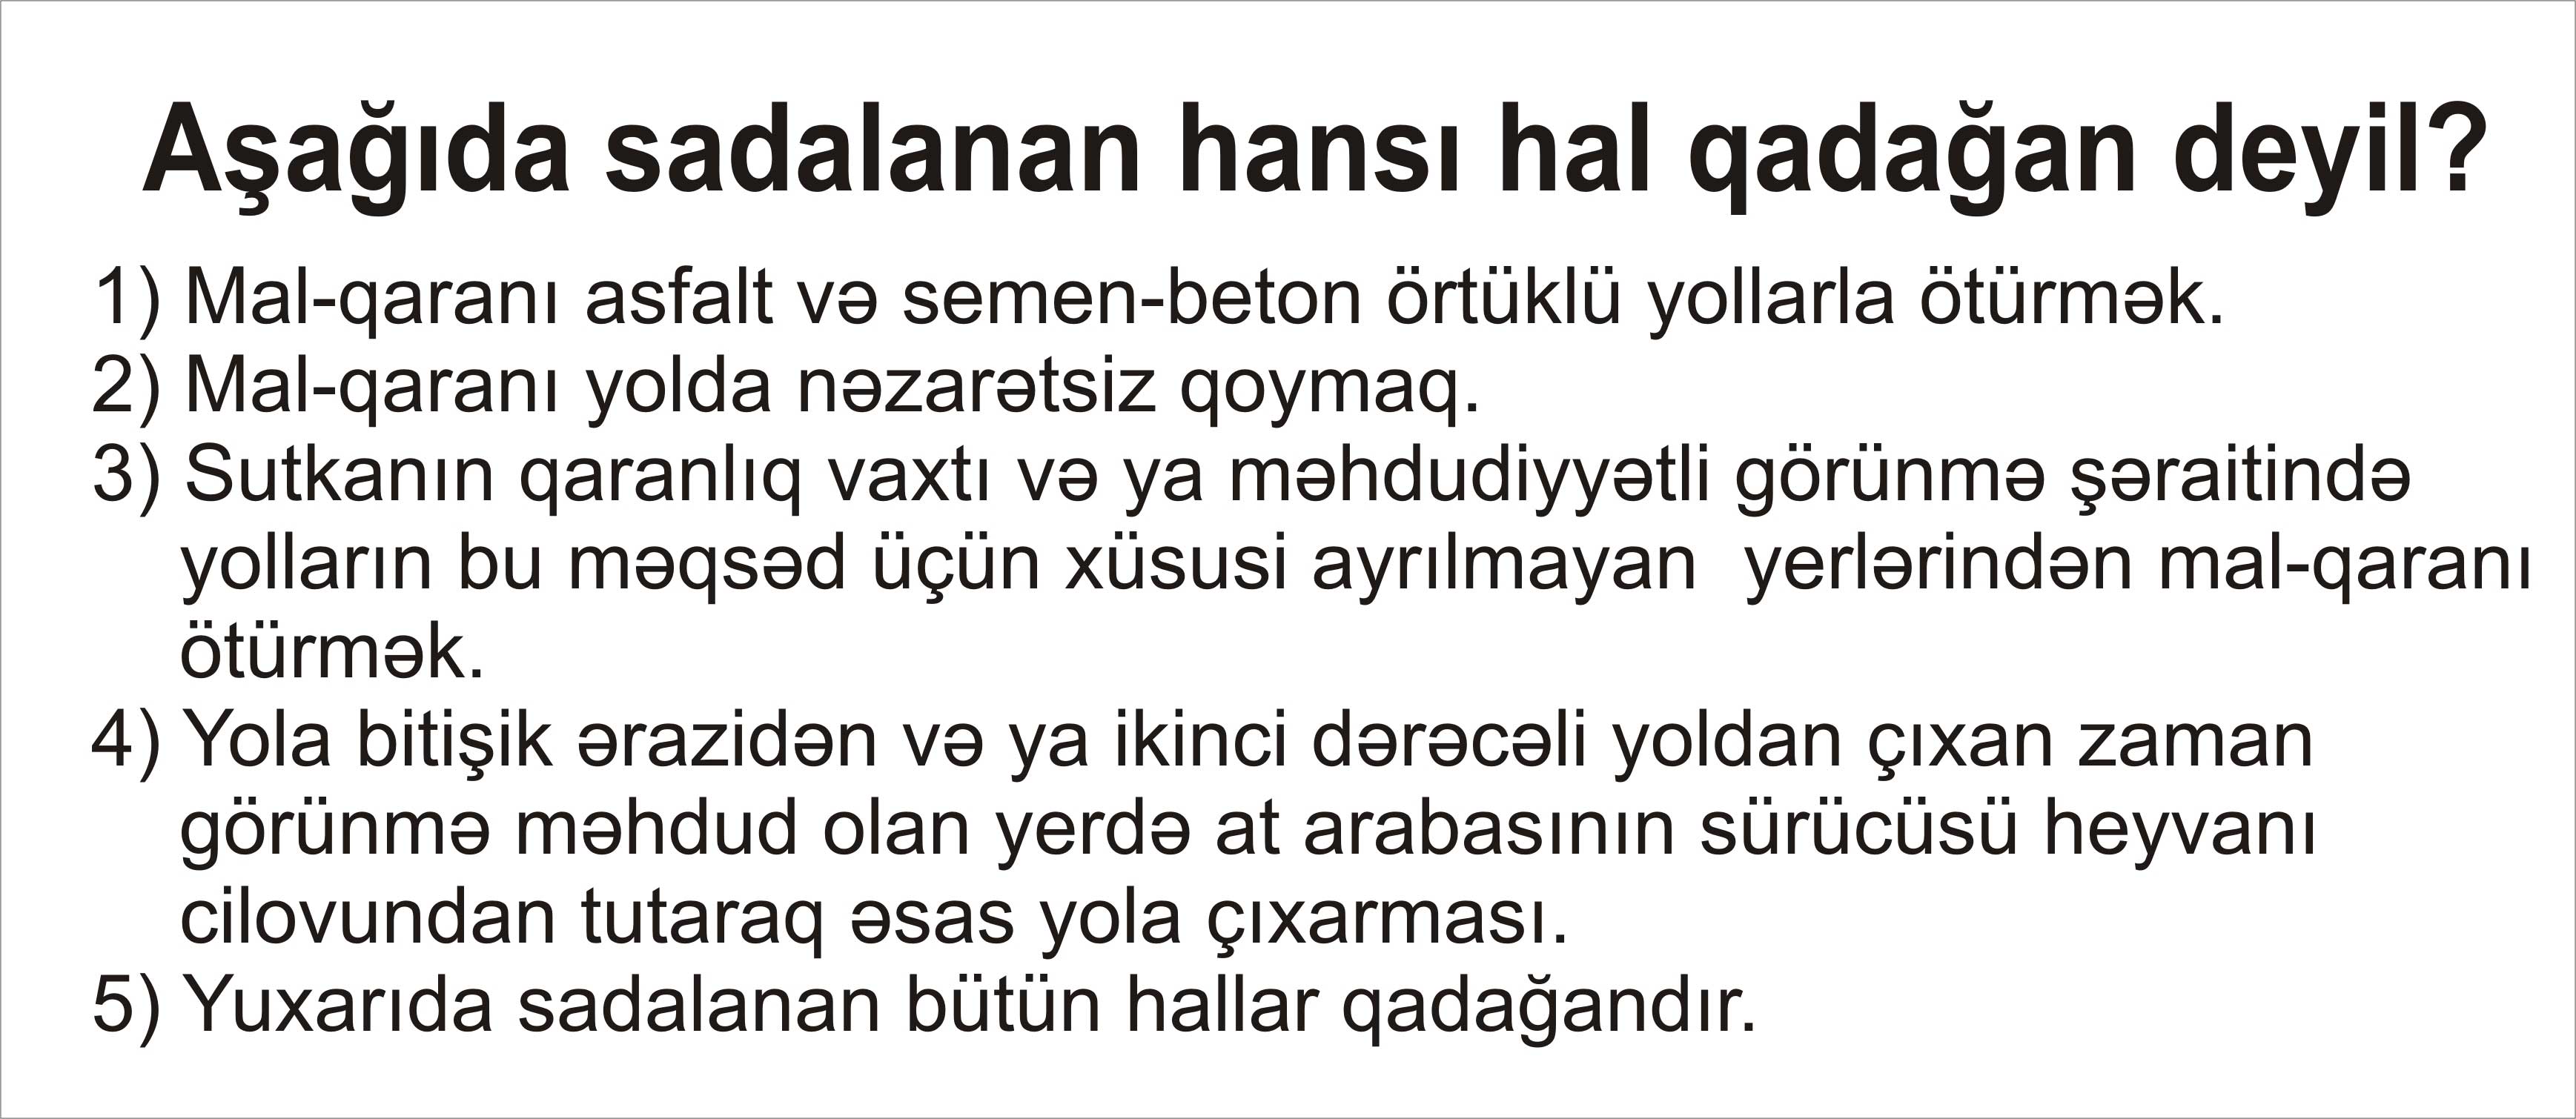 Aşağıda sadalanan hansı hal qadağan deyil?
1) Mal-qaranı asfalt və semen-beton örtüklü yollarla ötürmək.
2) Mal-qaranı yolda nəzarətsiz qoymaq.
3) Sutkanın qaranlıq vaxtı və ya məhdudiyyətli görünmə şəraitində
yolların bu məqsəd üçün xüsusi ayrılmayan yerlərindən mal-qaranı
ötürmək.
4) Yola bitişik ərazidən və ya ikinci dərəcəli yoldan çıxan zaman
görünmə məhdud olan yerdə at arabasının sürücüsü heyvanı
cilovundan tutaraq əsas yola çıxarması.
5) Yuxarıda sadalanan bütün hallar qadağandır.